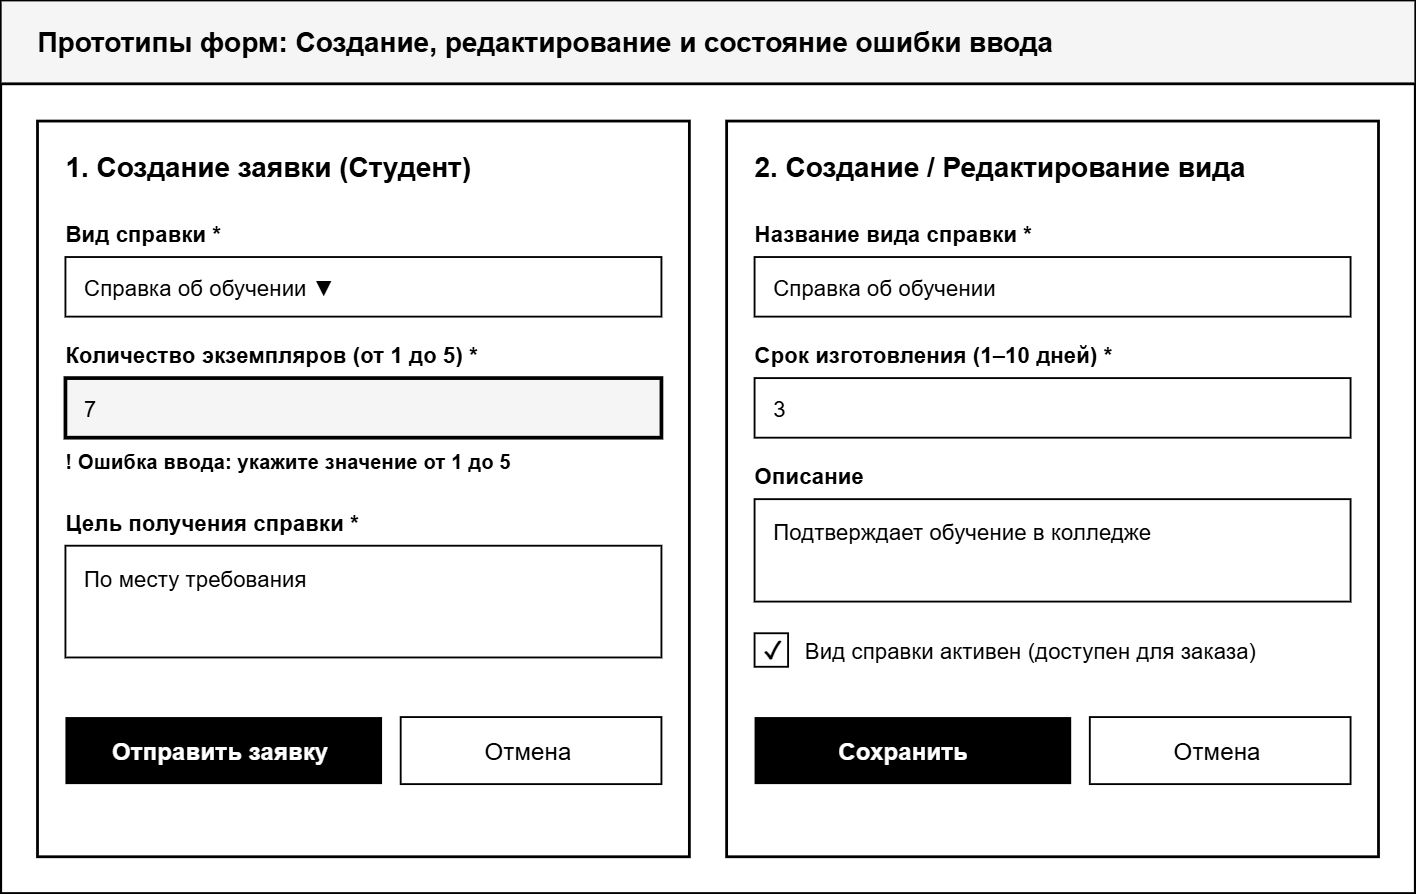 Прототипы форм: Создание, редактирование и состояние ошибки ввода
1. Создание заявки (Студент)
Вид справки *
Справка об обучении ▼
Количество экземпляров (от 1 до 5) *
7
! Ошибка ввода: укажите значение от 1 до 5
Цель получения справки *
По месту требования
Отправить заявку
Отмена
2. Создание / Редактирование вида
Название вида справки *
Справка об обучении
Срок изготовления (1–10 дней) *
3
Описание
Подтверждает обучение в колледже
✓ Вид справки активен (доступен для заказа)
Сохранить
Отмена